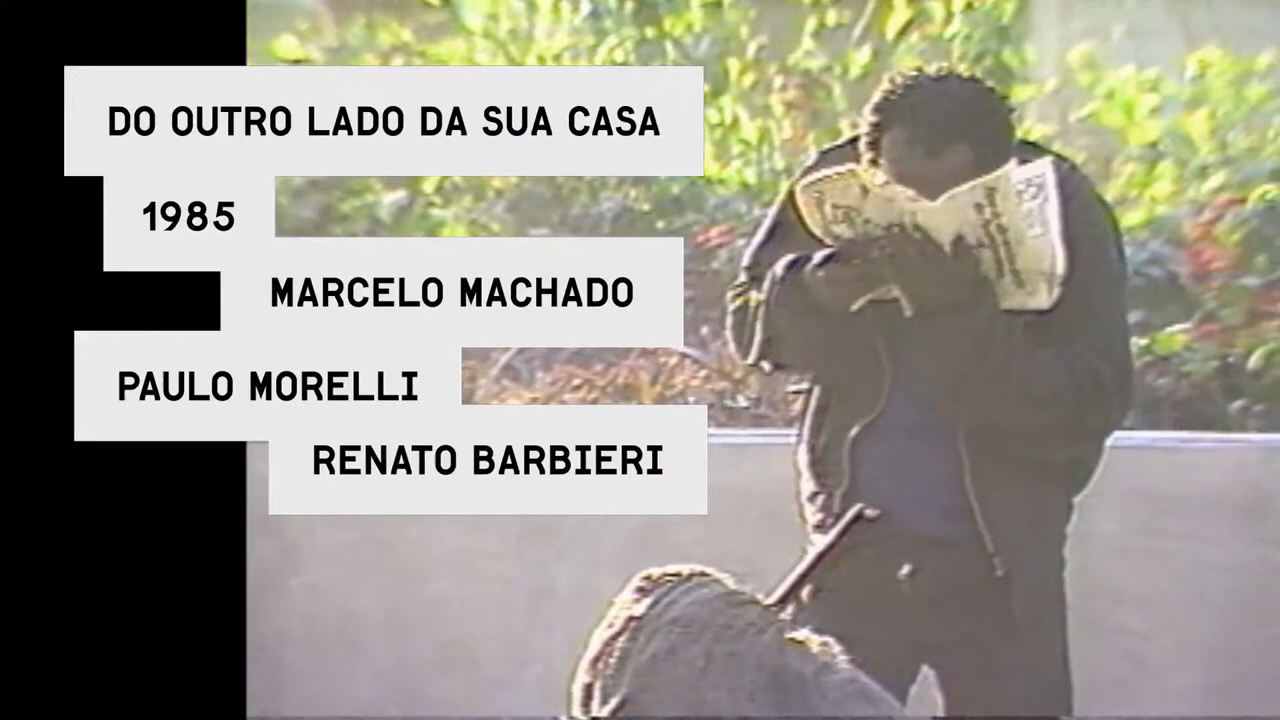 DO OUTRO LADO DA SUA CASA
1985
MARCELO MACHADO
PAULO MORELLI
RENATO BARBIERI